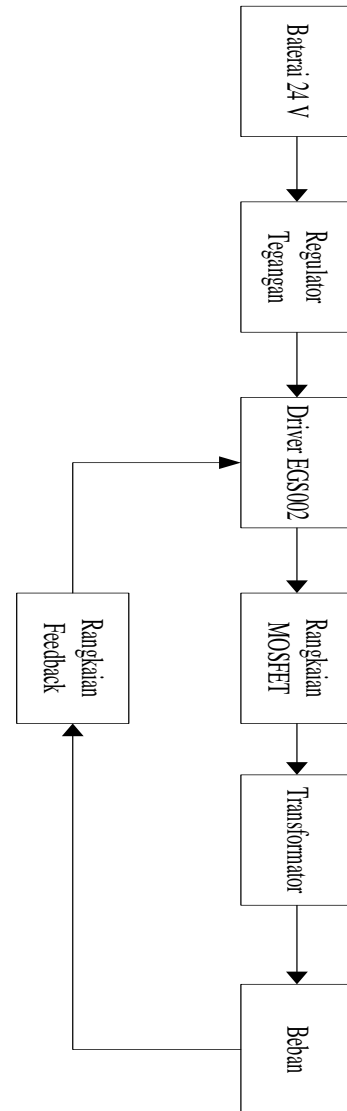 Baterai 24 V
Regulator
Tegangan
Driver EGS002
Rangkaian
MOSFET
Transformator
Beban
Rangkaian
Feedback